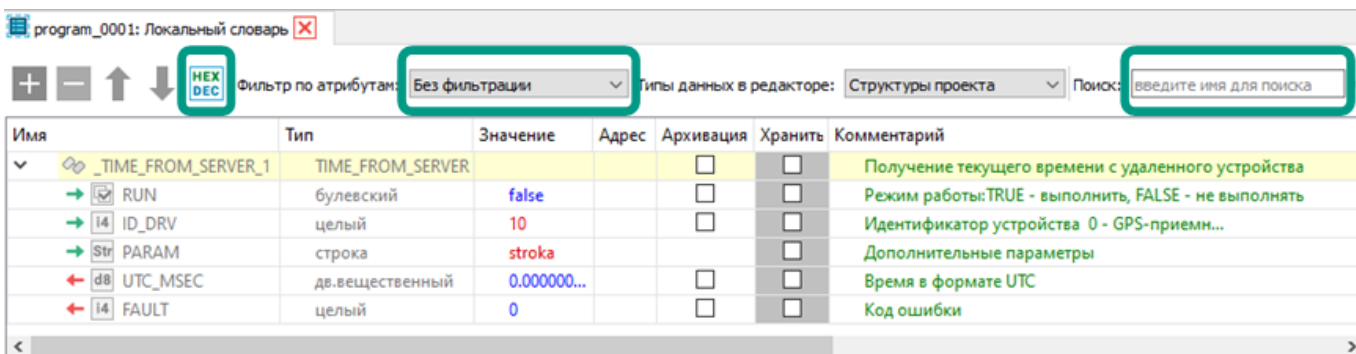 program_0001: Локальный словарь
HEX DEC Фильтр по атрибутам: Без фильтрации Типы данных в редакторе: Структуры проекта Поиск: введите имя для поиска
Имя Тип Значение Адрес Архивация Хранить Комментарий
_TIME_FROM_SERVER_1 TIME_FROM_SERVER Получение текущего времени с удаленного устройства
RUN булевский false Режим работы:TRUE - выполнить, FALSE - не выполнять
i4 ID_DRV целый 10 Идентификатор устройства 0 - GPS-приемн...
Str PARAM строка stroka Дополнительные параметры
d8 UTC_MSEC дв.вещественный 0.000000... Время в формате UTC
i4 FAULT целый 0 Код ошибки